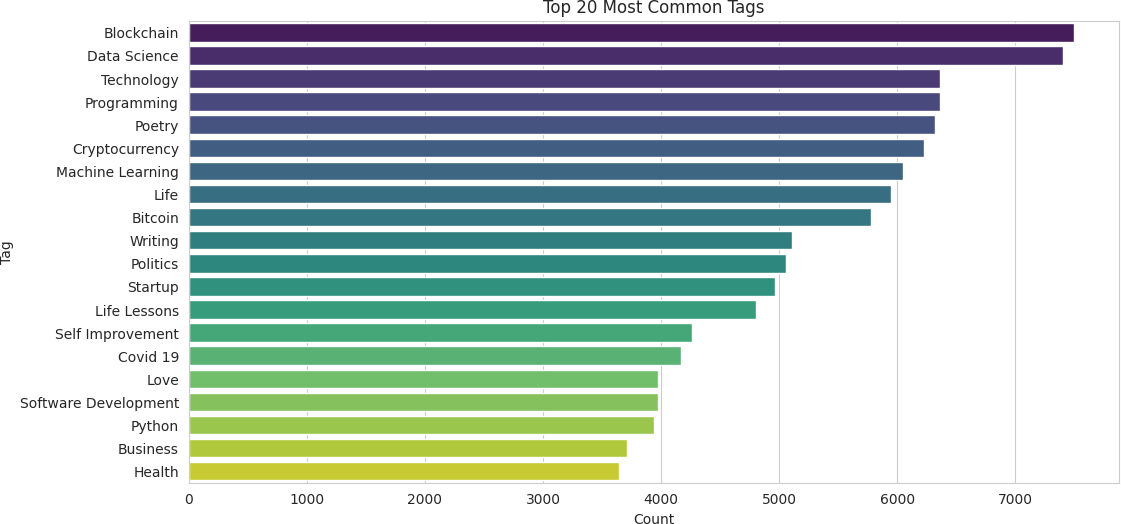 Top 20 Most Common Tags
Tag
Blockchain
Data Science
Technology
Programming
Poetry
Cryptocurrency
Machine Learning
Life
Bitcoin
Writing
Politics
Startup
Life Lessons
Self Improvement
Covid 19
Love
Software Development
Python
Business
Health
0 1000 2000 3000 4000 5000 6000 7000
Count